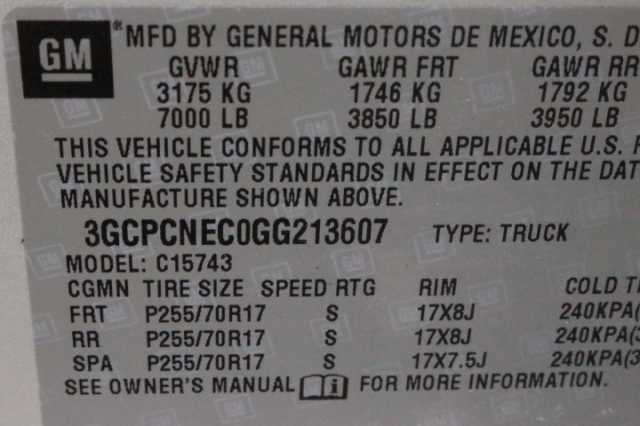 GM ® MFD BY GENERAL MOTORS DE MEXICO, S. D
GVWR GAWR FRT GAWR RR
3175 KG 1746 KG 1792 KG
7000 LB 3850 LB 3950 LB
THIS VEHICLE CONFORMS TO ALL APPLICABLE U.S. F
VEHICLE SAFETY STANDARDS IN EFFECT ON THE DAT
MANUFACTURE SHOWN ABOVE.
3GCPCNEC0GG213607 TYPE: TRUCK
MODEL: C15743
CGMN TIRE SIZE SPEED RTG RIM COLD TI
FRT P255/70R17 S 17X8J 240KPA(
RR P255/70R17 S 17X8J 240KPA(3
SPA P255/70R17 S 17X7.5J 240KPA(3
SEE OWNER'S MANUAL i FOR MORE INFORMATION.